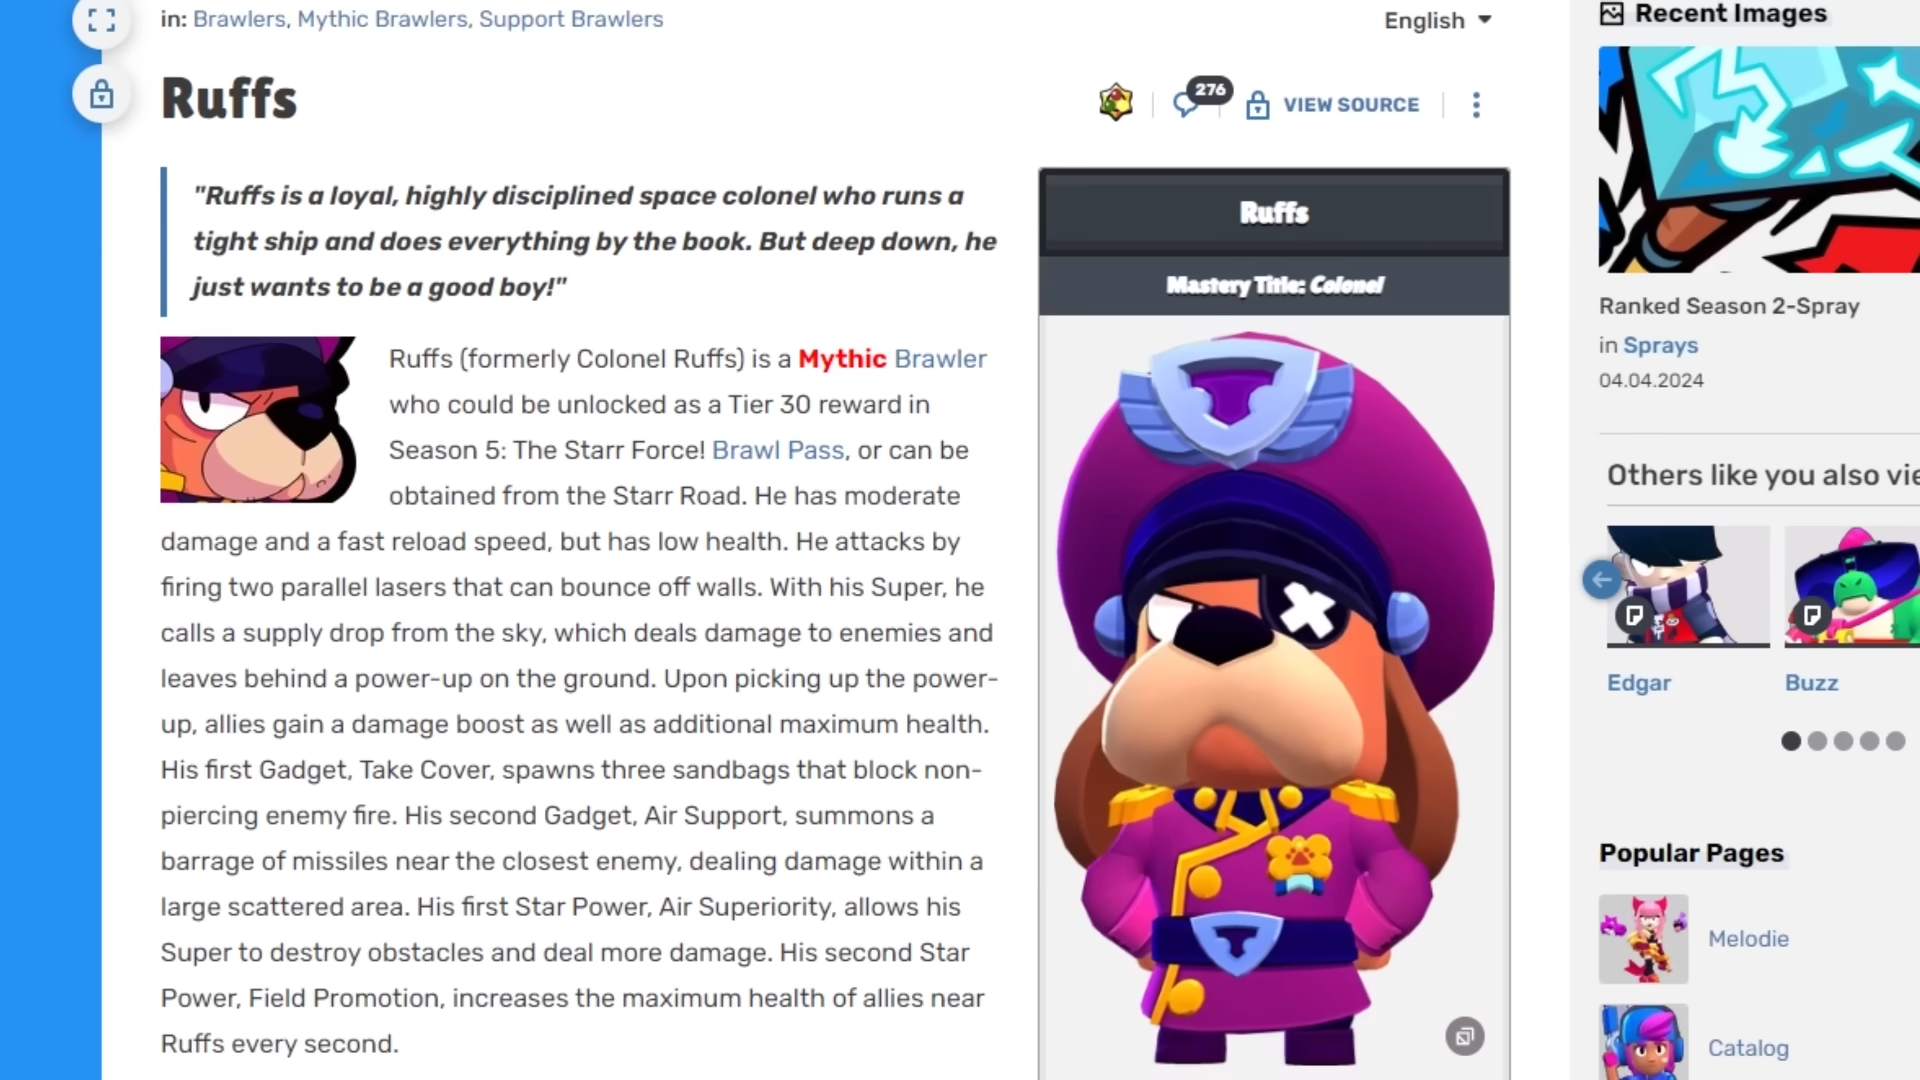 in: Brawlers, Mythic Brawlers, Support Brawlers
English
Ruffs
276
VIEW SOURCE
"Ruffs is a loyal, highly disciplined space colonel who runs a
tight ship and does everything by the book. But deep down, he
just wants to be a good boy!"
Ruffs (formerly Colonel Ruffs) is a Mythic Brawler
who could be unlocked as a Tier 30 reward in
Season 5: The Starr Force! Brawl Pass, or can be
obtained from the Starr Road. He has moderate
damage and a fast reload speed, but has low health. He attacks by
firing two parallel lasers that can bounce off walls. With his Super, he
calls a supply drop from the sky, which deals damage to enemies and
leaves behind a power-up on the ground. Upon picking up the power-
up, allies gain a damage boost as well as additional maximum health.
His first Gadget, Take Cover, spawns three sandbags that block non-
piercing enemy fire. His second Gadget, Air Support, summons a
barrage of missiles near the closest enemy, dealing damage within a
large scattered area. His first Star Power, Air Superiority, allows his
Super to destroy obstacles and deal more damage. His second Star
Power, Field Promotion, increases the maximum health of allies near
Ruffs every second.
Ruffs
Mastery Title: Colonel
Recent Images
Ranked Season 2-Spray
in Sprays
04.04.2024
Others like you also vie
Edgar
Buzz
Popular Pages
Melodie
Catalog